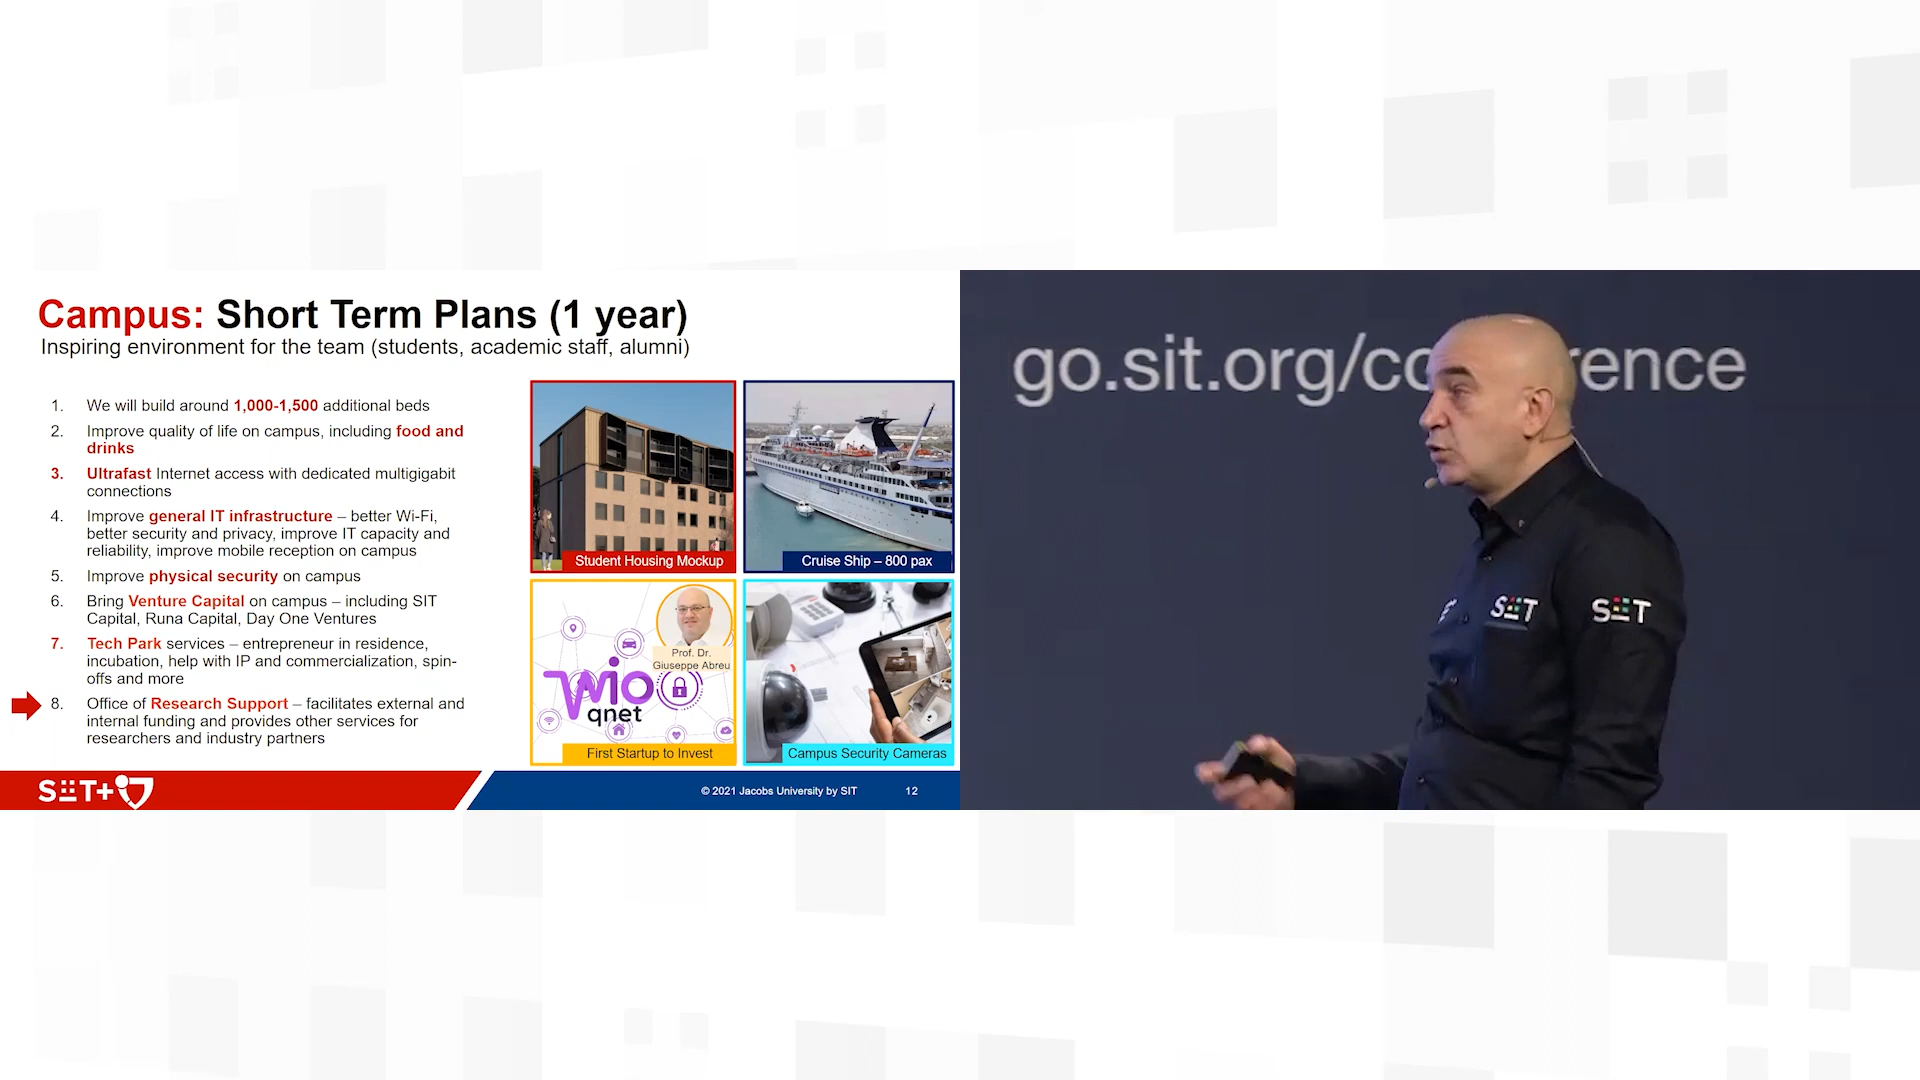 Campus: Short Term Plans (1 year)
Inspiring environment for the team (students, academic staff, alumni)
1. We will build around 1,000-1,500 additional beds
2. Improve quality of life on campus, including food and
drinks
3. Ultrafast Internet access with dedicated multigigabit
connections
4. Improve general IT infrastructure – better Wi-Fi,
better security and privacy, improve IT capacity and
reliability, improve mobile reception on campus
5. Improve physical security on campus
6. Bring Venture Capital on campus – including SIT
Capital, Runa Capital, Day One Ventures
7. Tech Park services – entrepreneur in residence,
incubation, help with IP and commercialization, spin-
offs and more
8. Office of Research Support – facilitates external and
internal funding and provides other services for
researchers and industry partners
Student Housing Mockup
Cruise Ship – 800 pax
Prof. Dr.
Giuseppe Abreu
wio
qnet
First Startup to Invest
Campus Security Cameras
SIT+
© 2021 Jacobs University by SIT
12
go.sit.org/co rence
SIT
SIT